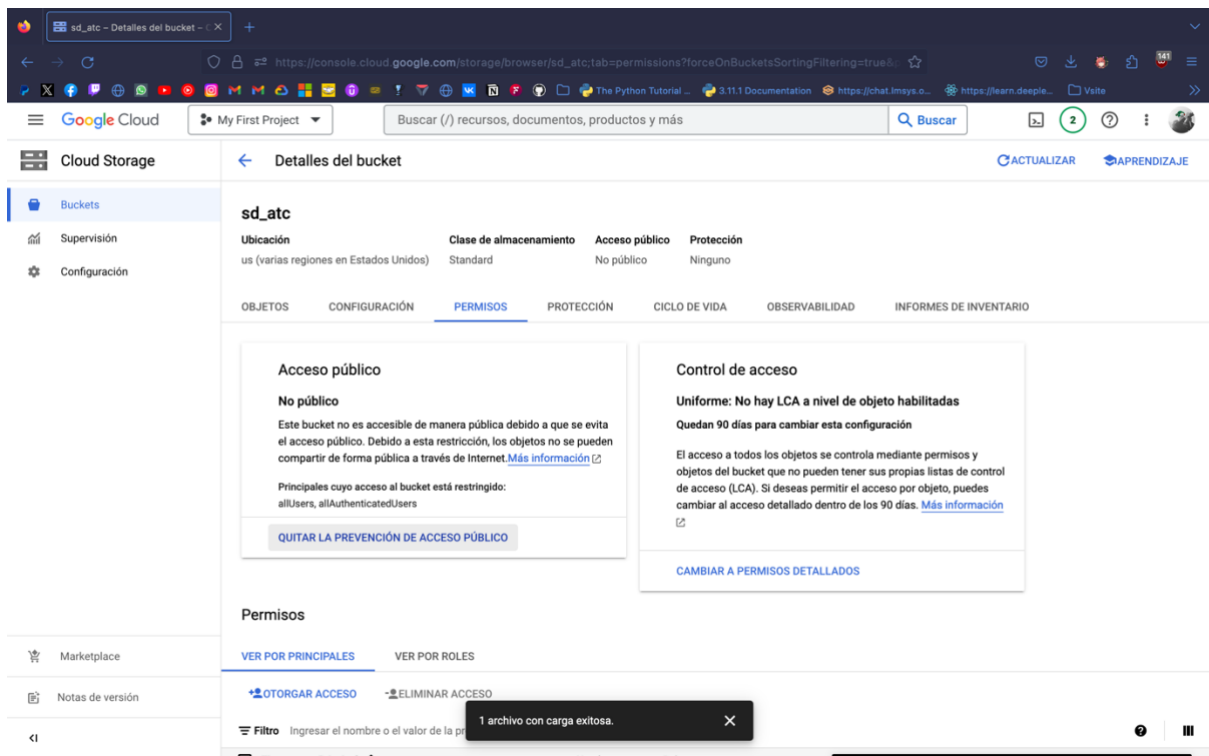 sd_atc – Detalles del bucket – C
https://console.cloud.google.com/storage/browser/sd_atc;tab=permissions?forceOnBucketsSortingFiltering=true&
141
The Python Tutorial ... 3.11.1 Documentation https://chat.lmsys.o... https://learn.deeple... Vsite
Google Cloud My First Project Buscar (/) recursos, documentos, productos y más Buscar 2
Cloud Storage Detalles del bucket ACTUALIZAR APRENDIZAJE
Buckets
Supervisión
Configuración
sd_atc
Ubicación Clase de almacenamiento Acceso público Protección
us (varias regiones en Estados Unidos) Standard No público Ninguno
OBJETOS CONFIGURACIÓN PERMISOS PROTECCIÓN CICLO DE VIDA OBSERVABILIDAD INFORMES DE INVENTARIO
Acceso público
No público
Este bucket no es accesible de manera pública debido a que se evita
el acceso público. Debido a esta restricción, los objetos no se pueden
compartir de forma pública a través de Internet.Más información
Principales cuyo acceso al bucket está restringido:
allUsers, allAuthenticatedUsers
QUITAR LA PREVENCIÓN DE ACCESO PÚBLICO
Control de acceso
Uniforme: No hay LCA a nivel de objeto habilitadas
Quedan 90 días para cambiar esta configuración
El acceso a todos los objetos se controla mediante permisos y
objetos del bucket que no pueden tener sus propias listas de control
de acceso (LCA). Si deseas permitir el acceso por objeto, puedes
cambiar al acceso detallado dentro de los 90 días. Más información
CAMBIAR A PERMISOS DETALLADOS
Permisos
VER POR PRINCIPALES VER POR ROLES
OTORGAR ACCESO ELIMINAR ACCESO
Filtro Ingresar el nombre o el valor de la pr
1 archivo con carga exitosa.
Marketplace
Notas de versión